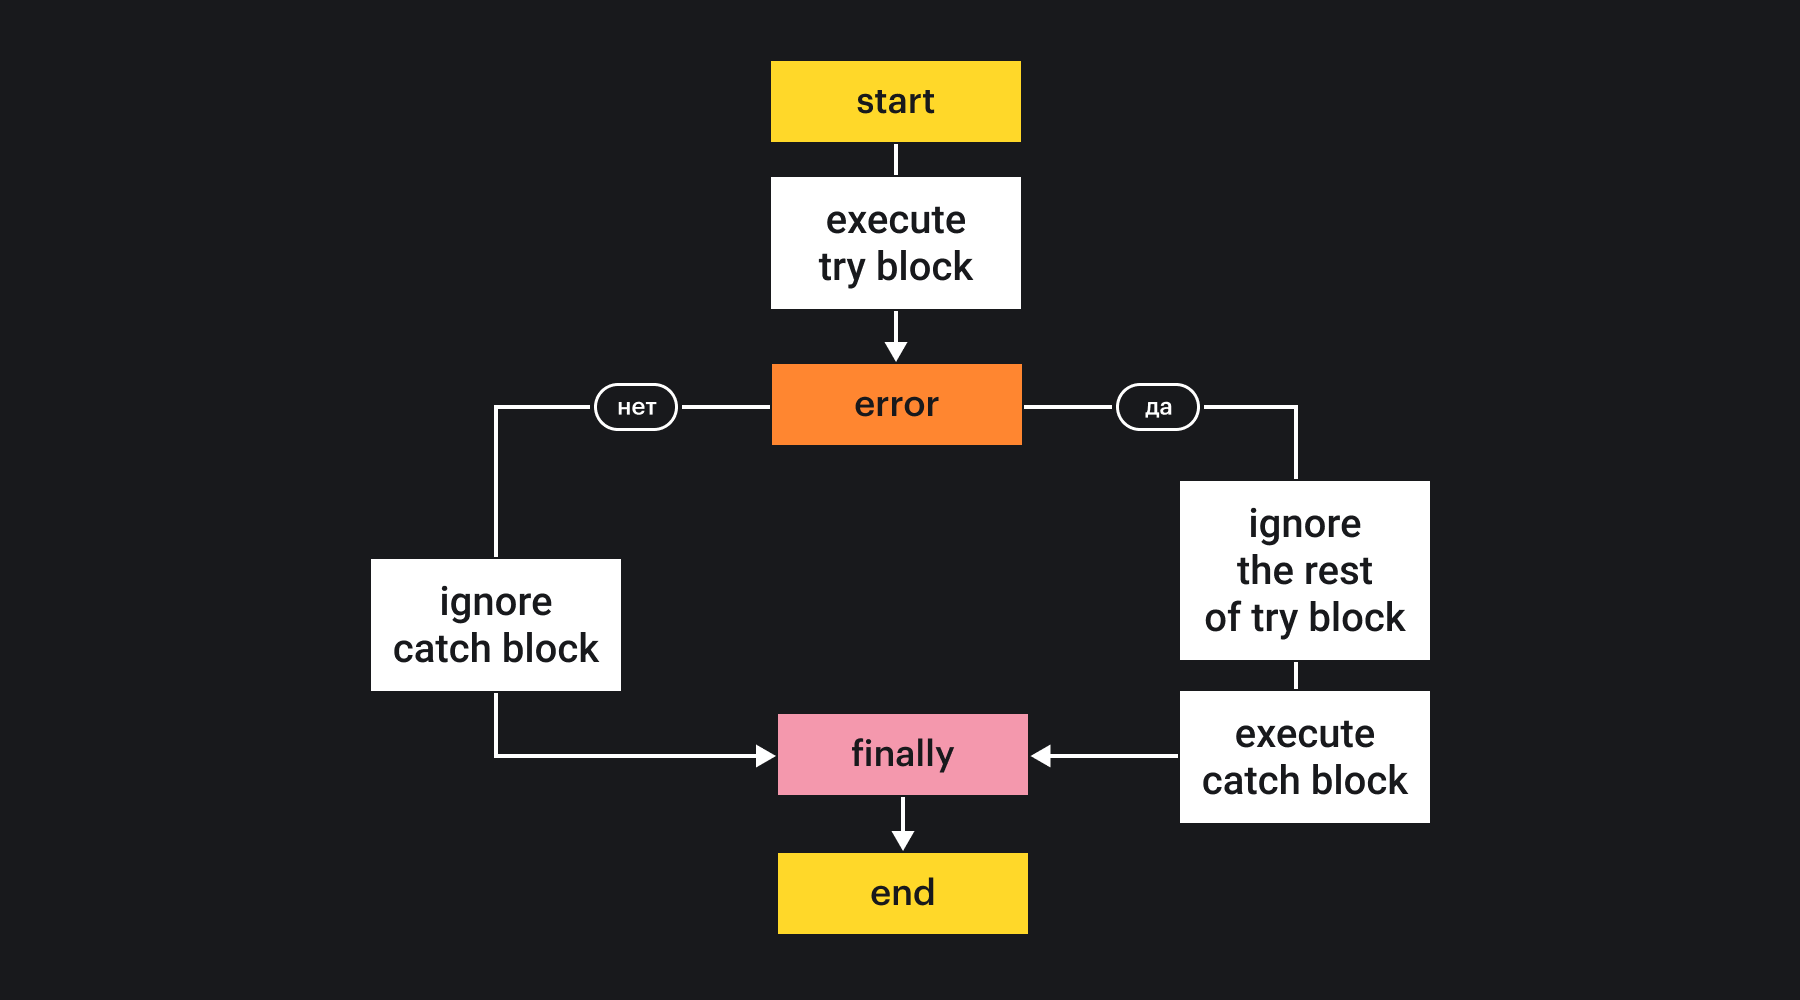 start
execute
try block
error
нет
да
ignore
the rest
of try block
ignore
catch block
execute
catch block
finally
end